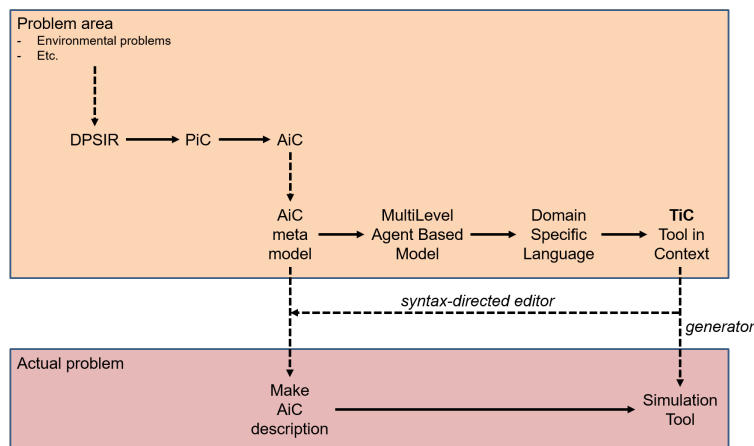 Problem area
- Environmental problems
- Etc.
DPSIR
PiC
AiC
AiC
meta
model
MultiLevel
Agent Based
Model
Domain
Specific
Language
TiC
Tool in
Context
syntax-directed editor
generator
Actual problem
Make
AiC
description
Simulation
Tool